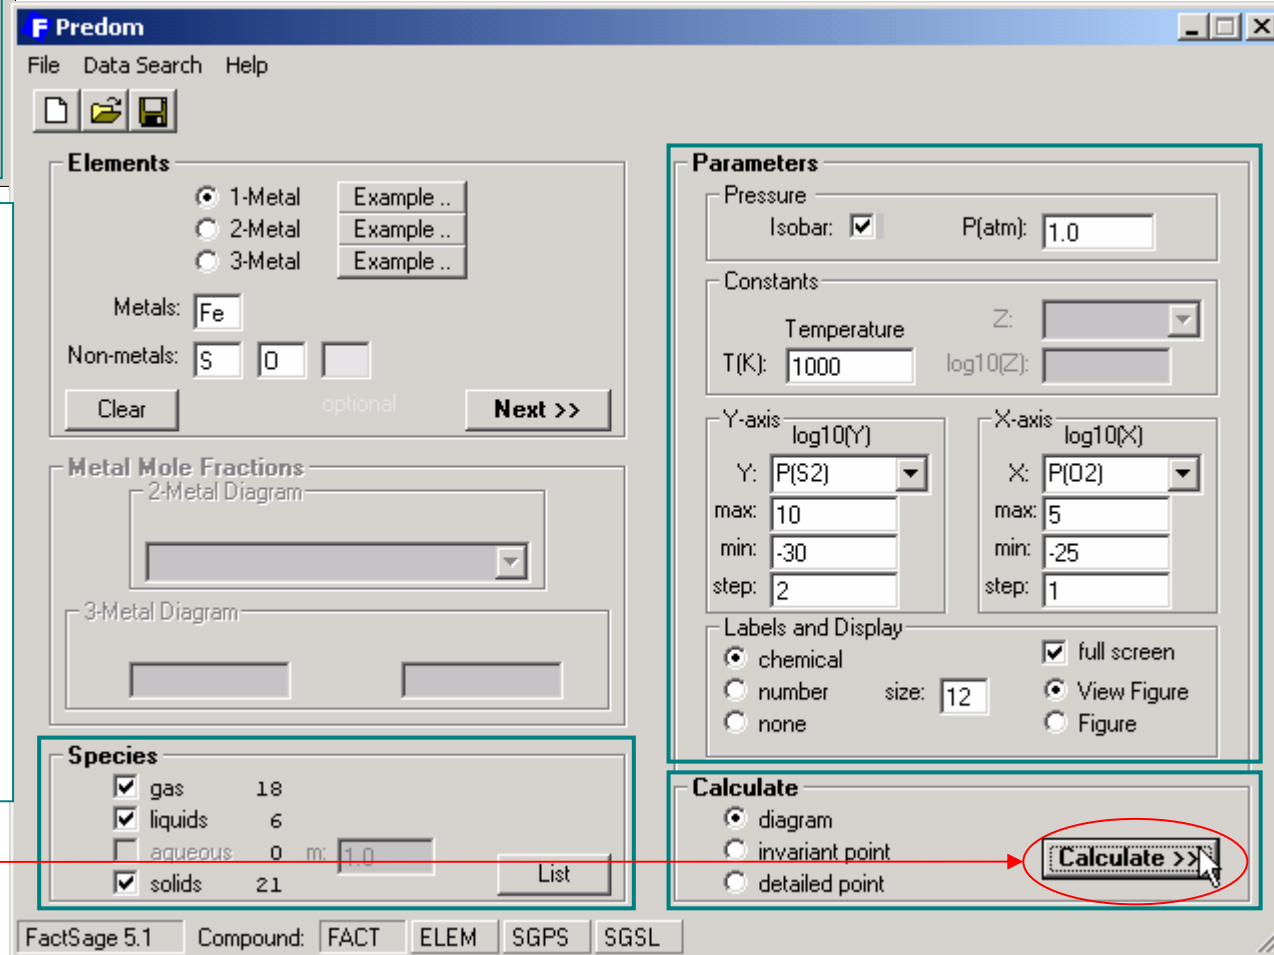 F Predom
File Data Search Help
Elements
1-Metal Example ..
2-Metal Example ..
3-Metal Example ..
Metals: Fe
Non-metals: S O
Clear optional Next >>
Metal Mole Fractions
2-Metal Diagram
3-Metal Diagram
Species
gas 18
liquids 6
aqueous 0 m: 1.0
solids 21
List
Parameters
Pressure
Isobar: P(atm): 1.0
Constants
Temperature
T(K): 1000
Z:
log10(Z):
Y-axis
log10(Y)
Y: P(S2)
max: 10
min: -30
step: 2
X-axis
log10(X)
X: P(O2)
max: 5
min: -25
step: 1
Labels and Display
chemical
number
none
size: 12
full screen
View Figure
Figure
Calculate
diagram
invariant point
detailed point
Calculate >>
FactSage 5.1 Compound: FACT ELEM SGPS SGSL